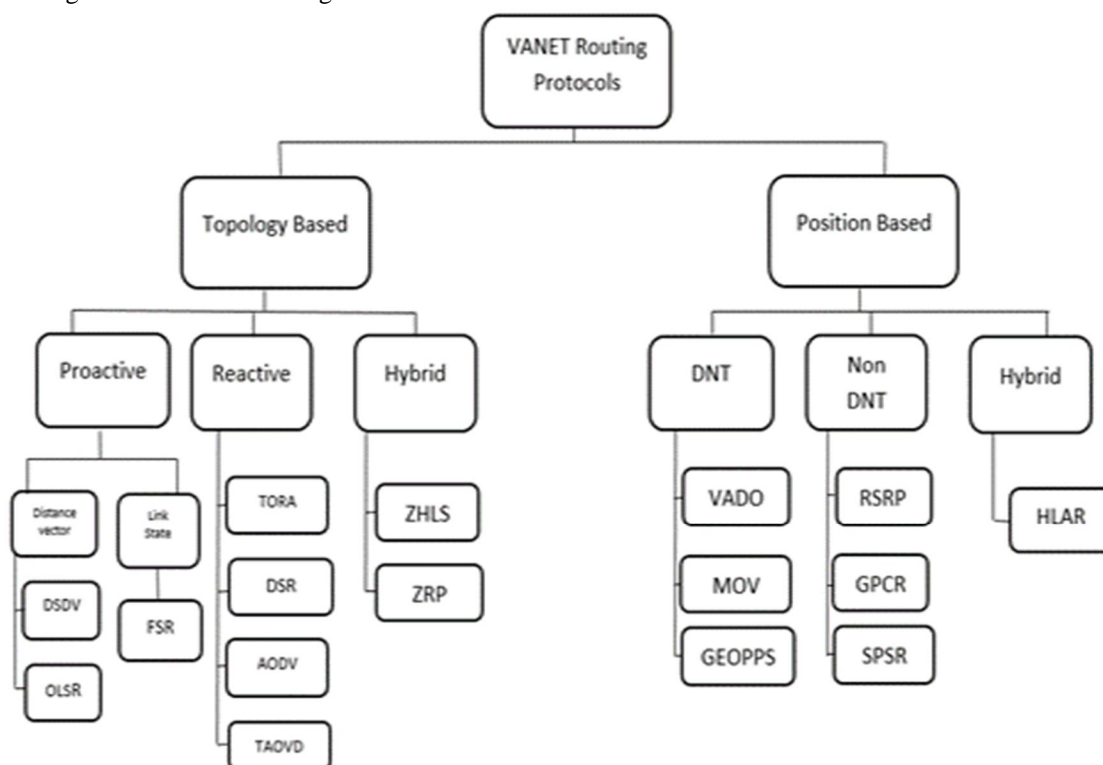 VANET Routing
Protocols
Topology Based
Position Based
Proactive
Reactive
Hybrid
DNT
Non
DNT
Hybrid
Distance
vector
Link
State
TORA
ZHLS
VADO
RSRP
HLAR
DSDV
FSR
DSR
ZRP
MOV
GPCR
OLSR
AODV
GEOPPS
SPSR
TAOVD